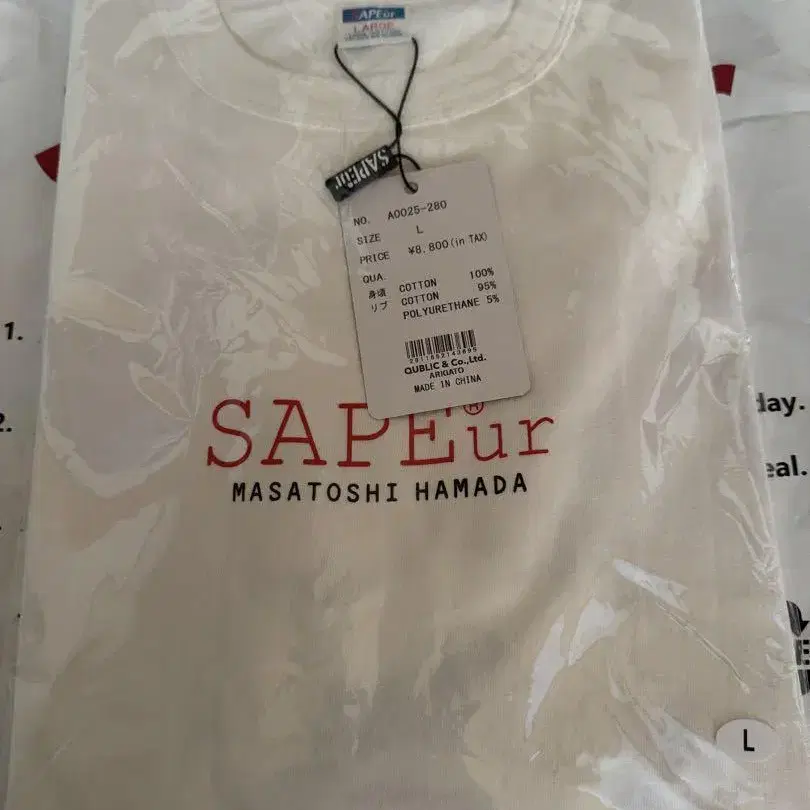 SAPEur
LARGE
SAPEur
NO. A0025-280
SIZE L
PRICE ¥8,800(in TAX)
QUA.
身頃 COTTON 100%
リブ COTTON 95%
POLYURETHANE 5%
QUBLIC & Co.,Ltd.
ARIGATO
MADE IN CHINA
SAPEur®
MASATOSHI HAMADA
1.
2.
day.
eal.
L